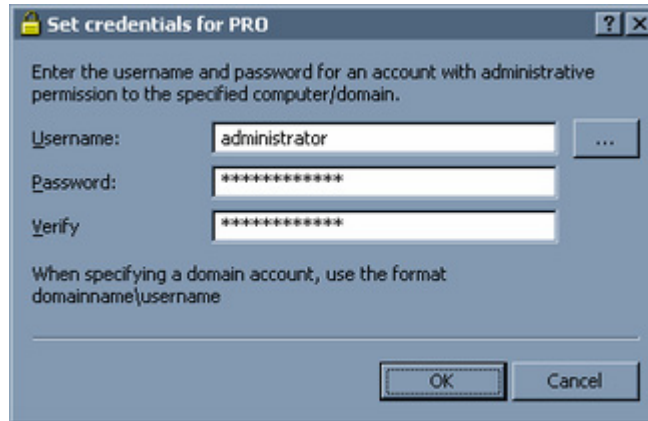 Set credentials for PRO
Enter the username and password for an account with administrative
permission to the specified computer/domain.
Username: administrator ...
Password: ************
Verify ************
When specifying a domain account, use the format
domainname\username
OK Cancel